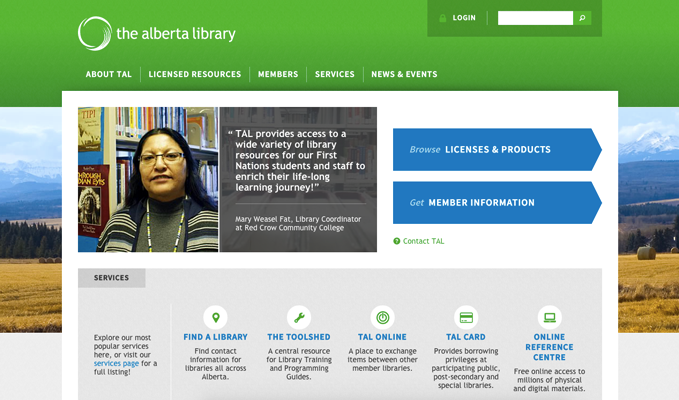 the alberta library
LOGIN
ABOUT TAL
LICENSED RESOURCES
MEMBERS
SERVICES
NEWS & EVENTS
TIPI
THROUGH
INDIAN EYES
“ TAL provides access to a
wide variety of library
resources for our First
Nations students and staff to
enrich their life-long
learning journey!”
Mary Weasel Fat, Library Coordinator
at Red Crow Community College
Browse LICENSES & PRODUCTS
Get MEMBER INFORMATION
? Contact TAL
SERVICES
Explore our most
popular services
here, or visit our
services page for a
full listing!
FIND A LIBRARY
Find contact
information for
libraries all across
Alberta.
THE TOOLSHED
A central resource
for Library Training
and Programming
Guides.
TAL ONLINE
A place to exchange
items between other
member libraries.
TAL CARD
Provides borrowing
privileges at
participating public,
post-secondary and
special libraries.
ONLINE
REFERENCE
CENTRE
Free online access to
millions of physical
and digital materials.